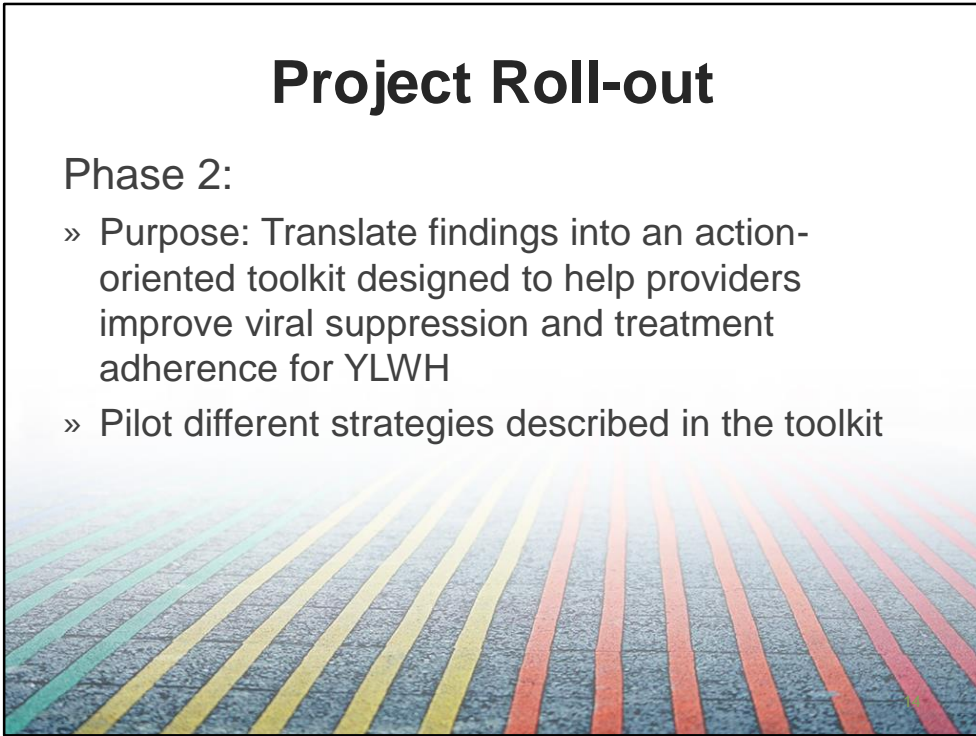 Project Roll-out
Phase 2:
» Purpose: Translate findings into an action-
oriented toolkit designed to help providers
improve viral suppression and treatment
adherence for YLWH
» Pilot different strategies described in the toolkit